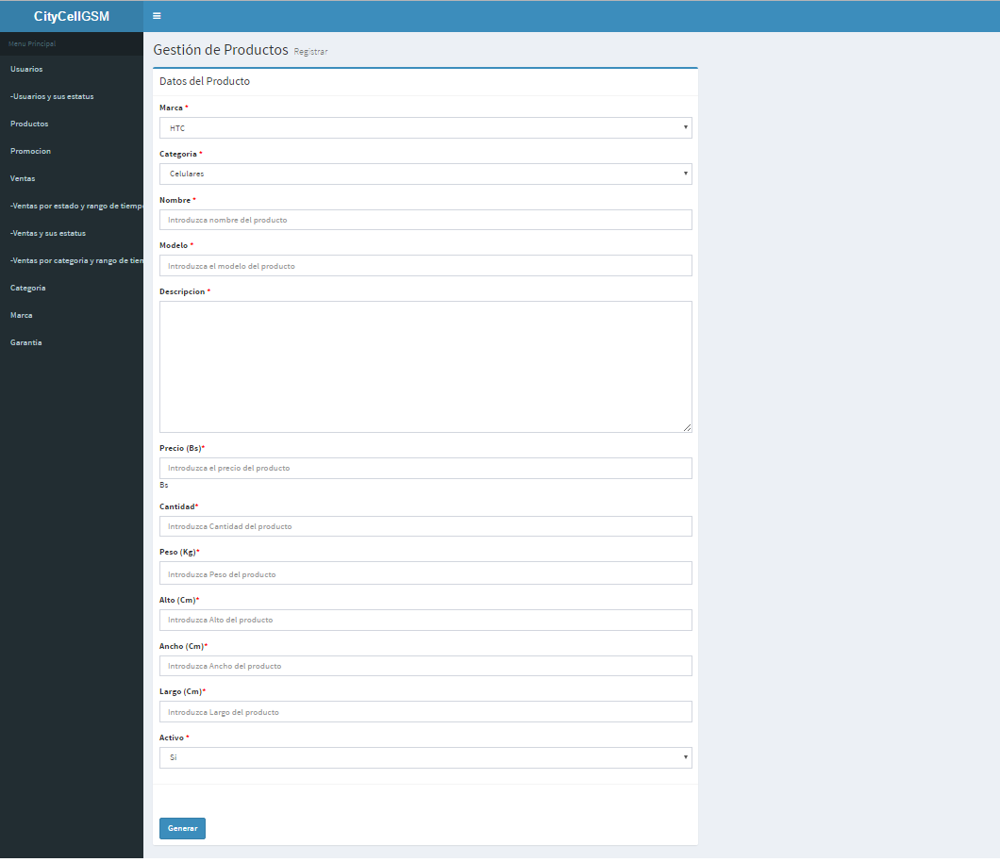 CityCellGSM
Menu Principal
Usuarios
-Usuarios y sus estatus
Productos
Promocion
Ventas
-Ventas por estado y rango de tiempo
-Ventas y sus estatus
-Ventas por categoria y rango de tien
Categoria
Marca
Garantia
Gestión de Productos Registrar
Datos del Producto
Marca *
HTC
Categoria *
Celulares
Nombre *
Introduzca nombre del producto
Modelo *
Introduzca el modelo del producto
Descripcion *
Precio (Bs)*
Introduzca el precio del producto
Bs
Cantidad*
Introduzca Cantidad del producto
Peso (Kg)*
Introduzca Peso del producto
Alto (Cm)*
Introduzca Alto del producto
Ancho (Cm)*
Introduzca Ancho del producto
Largo (Cm)*
Introduzca Largo del producto
Activo *
Si
Generar